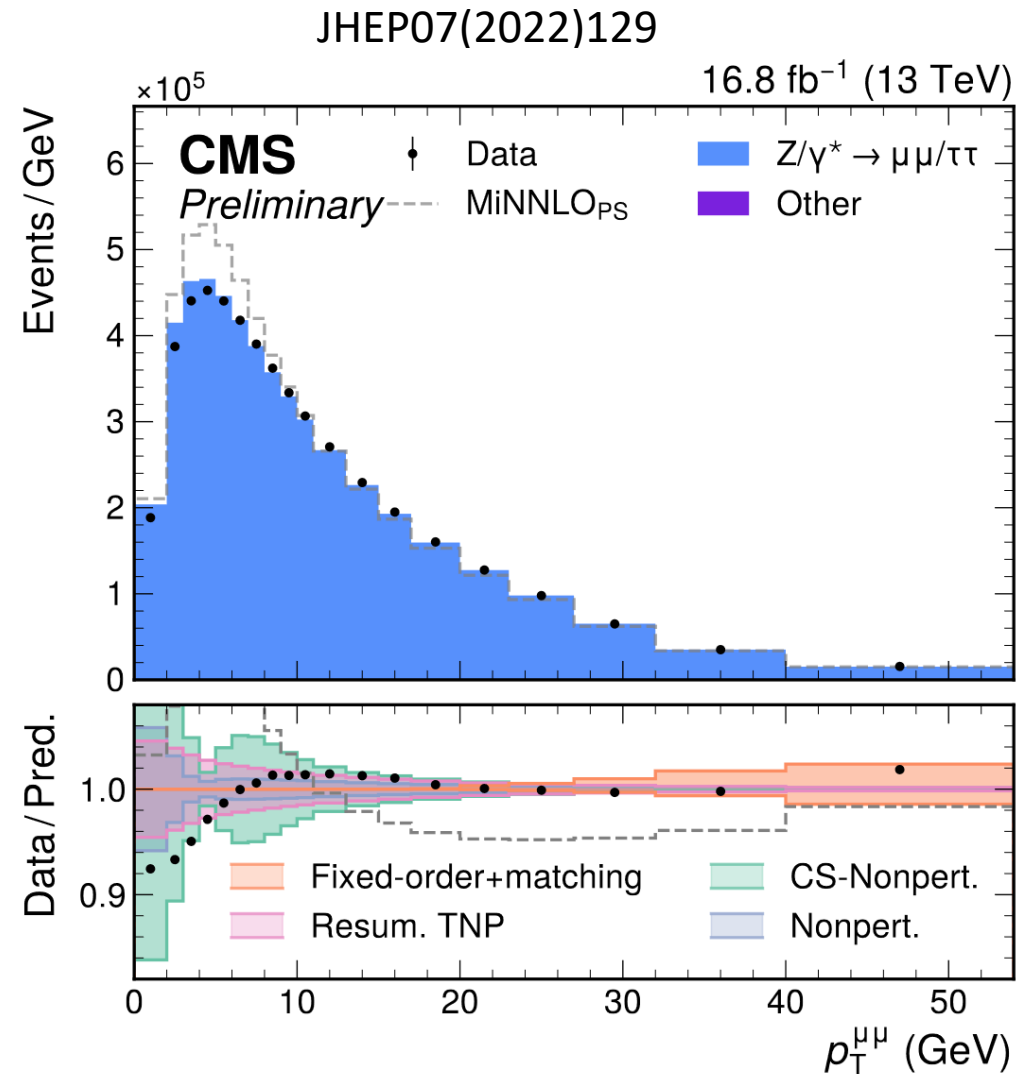 JHEP07(2022)129
×10⁵
16.8 fb⁻¹ (13 TeV)
Events/GeV
CMS
Preliminary
Data
MiNNLO_PS
Z/γ* → μμ/ττ
Other
6
5
4
3
2
1
0
Data/Pred.
1.0
0.9
Fixed-order+matching
Resum. TNP
CS-Nonpert.
Nonpert.
0 10 20 30 40 50
p_T^μμ (GeV)